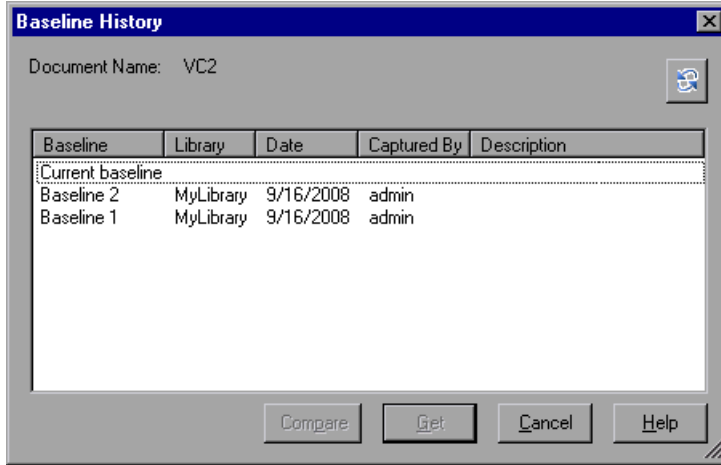 Baseline History
Document Name: VC2
Baseline Library Date Captured By Description
Current baseline
Baseline 2 MyLibrary 9/16/2008 admin
Baseline 1 MyLibrary 9/16/2008 admin
Compare Get Cancel Help